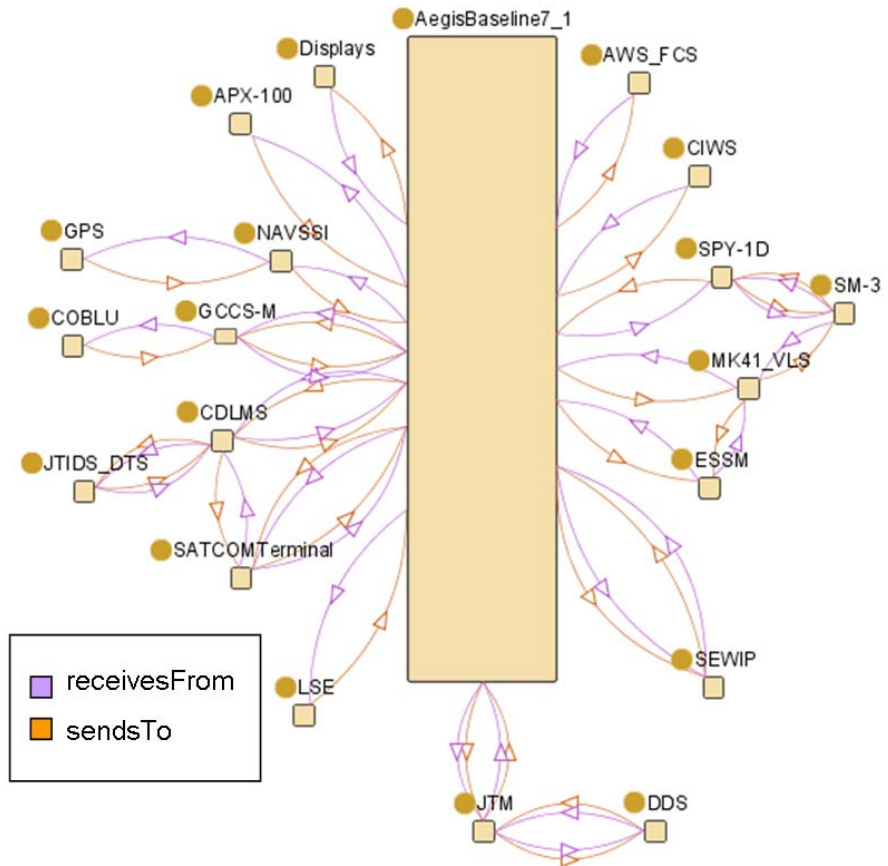 AegisBaseline7_1
Displays
AWS_FCS
APX-100
CIWS
GPS
NAVSSI
SPY-1D
SM-3
COBLU
GCCS-M
MK41_VLS
CDLMS
JTIDS_DTS
ESSM
SATCOMTerminal
SEWIP
LSE
receivesFrom
sendsTo
JTM
DDS